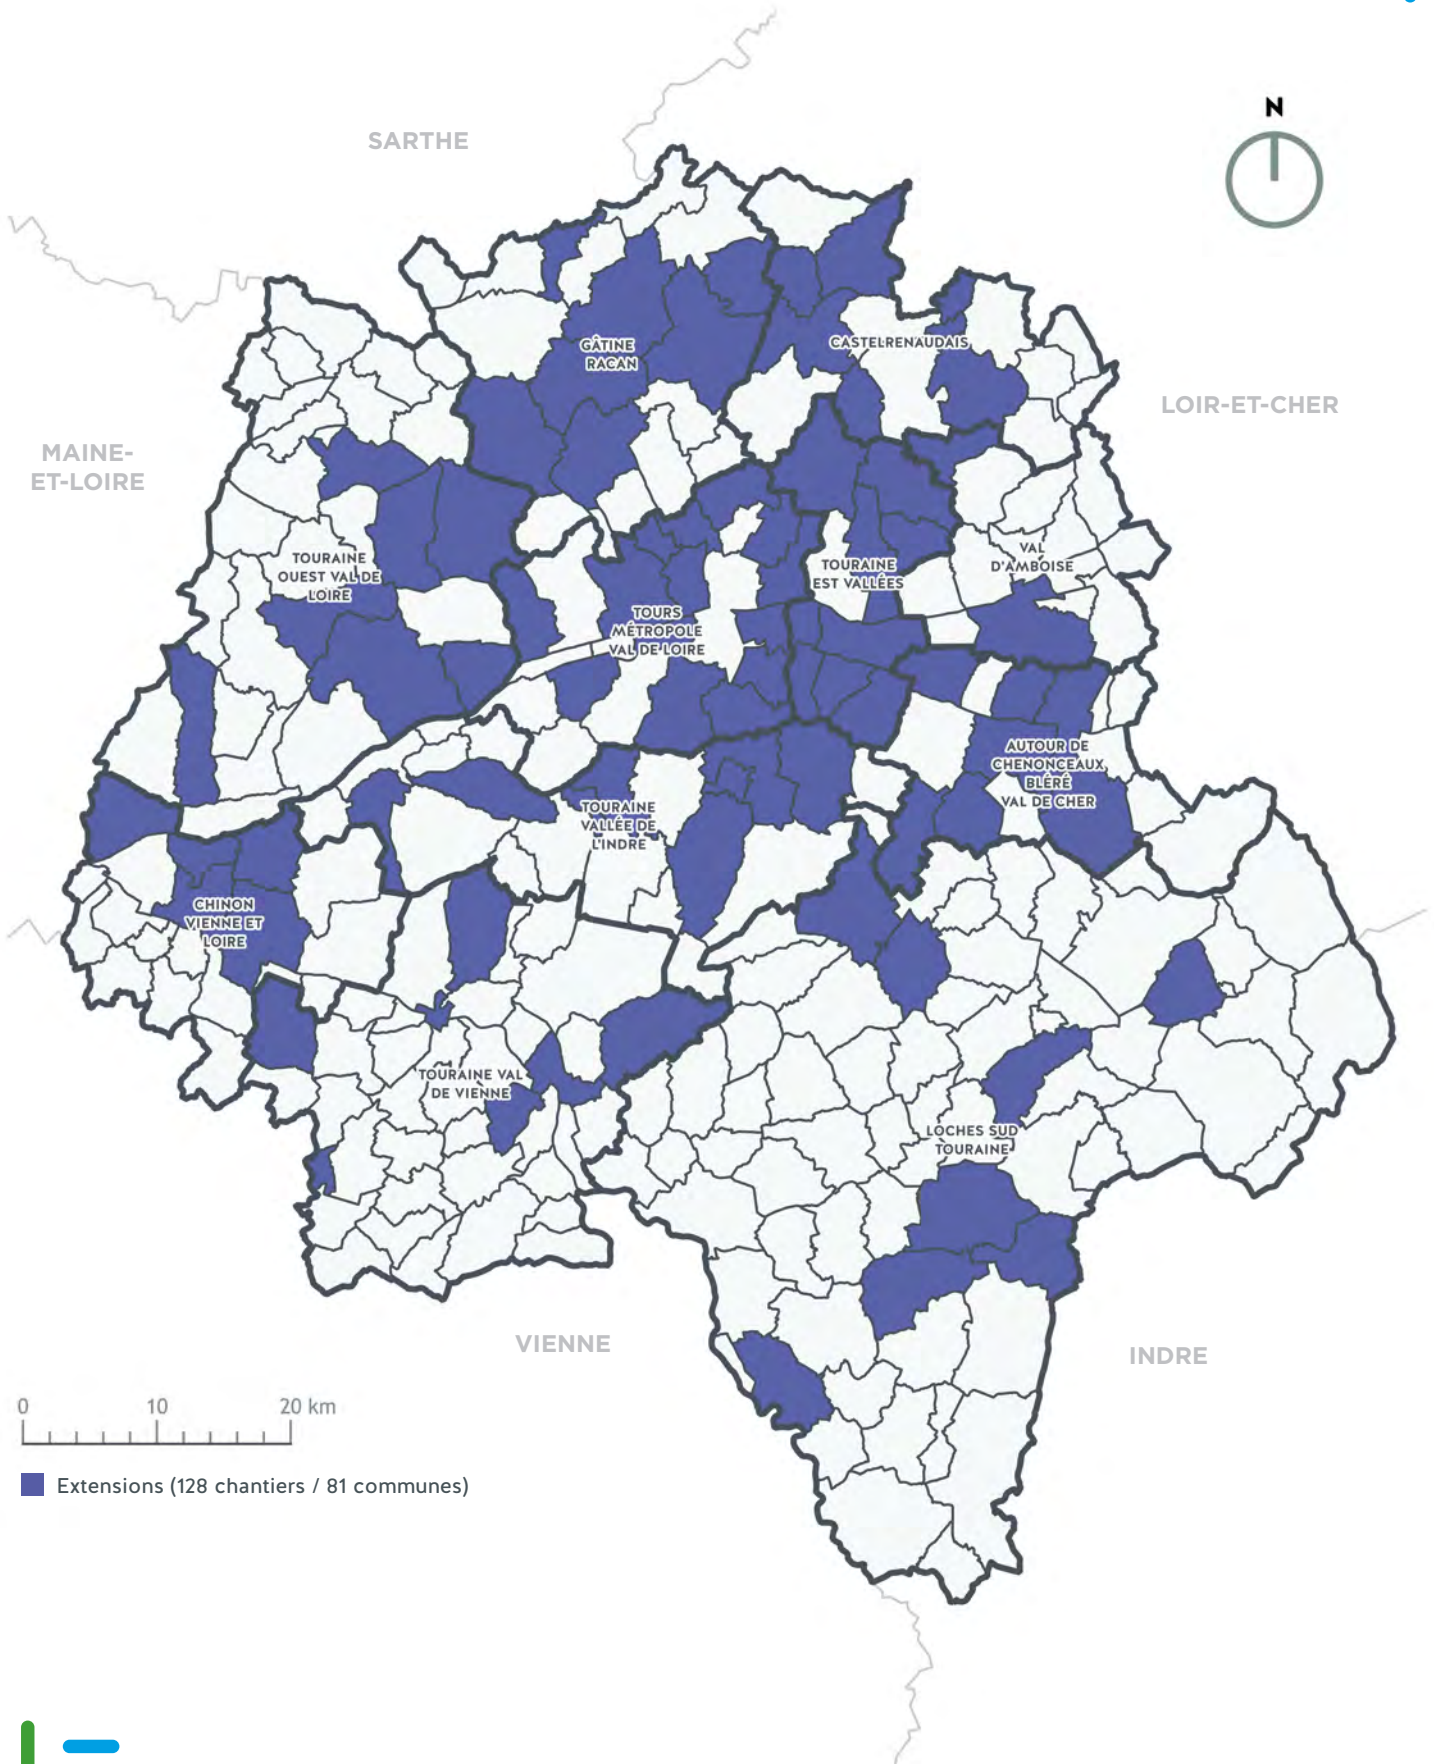 SARTHE
N
GÂTINE
RACAN
CASTELRENAUDAIS
LOIR-ET-CHER
MAINE-
ET-LOIRE
TOURAINE
OUEST VAL DE
LOIRE
TOURAINE
EST VALLÉES
VAL
D'AMBOISE
TOURS
MÉTROPOLE
VAL DE LOIRE
AUTOUR DE
CHENONCEAUX,
BLÉRÉ
VAL DE CHER
TOURAINE
VALLÉE DE
L'INDRE
CHINON
VIENNE ET
LOIRE
TOURAINE VAL
DE VIENNE
LOCHES SUD
TOURAINE
VIENNE
INDRE
0 10 20 km
Extensions (128 chantiers / 81 communes)